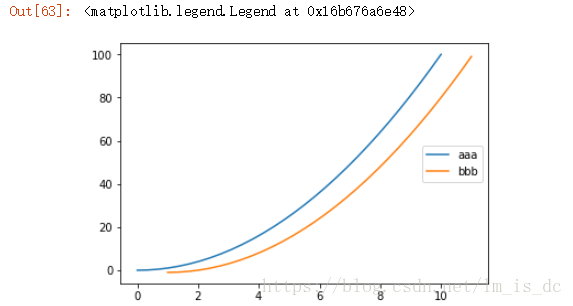 Out[63]: <matplotlib.legend.Legend at 0x16b676a6e48>
100
80
60
40
20
0
aaa
bbb
0 2 4 6 8 10
https://blog.csdn.net/lm_is_dc